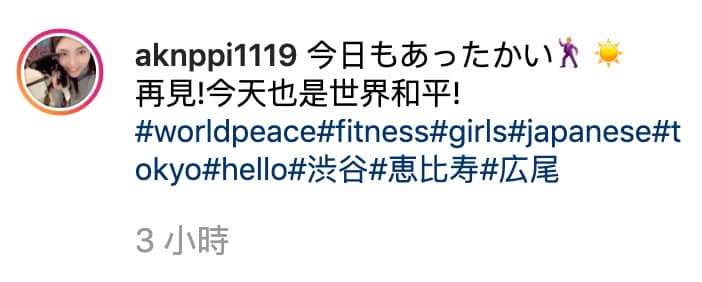 aknppi1119 今日もあったかい🕺🏽 ☀️
再見!今天也是世界和平!
#worldpeace#fitness#girls#japanese#t
okyo#hello#渋谷#恵比寿#広尾
3 小時